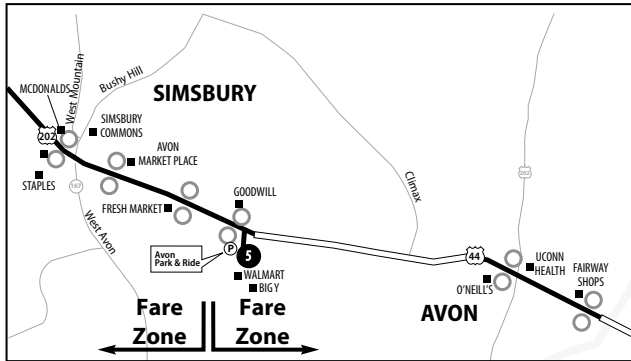 West Mountain
Bushy Hill
MCDONALDS
SIMSBURY
202
SIMSBURY
COMMONS
AVON
MARKET PLACE
STAPLES
167
FRESH MARKET
GOODWILL
West Avon
Climax
202
Avon
Park & Ride
P
5
WALMART
BIG Y
44
UCONN
HEALTH
FAIRWAY
SHOPS
O'NEILL'S
AVON
Fare
Zone
Fare
Zone